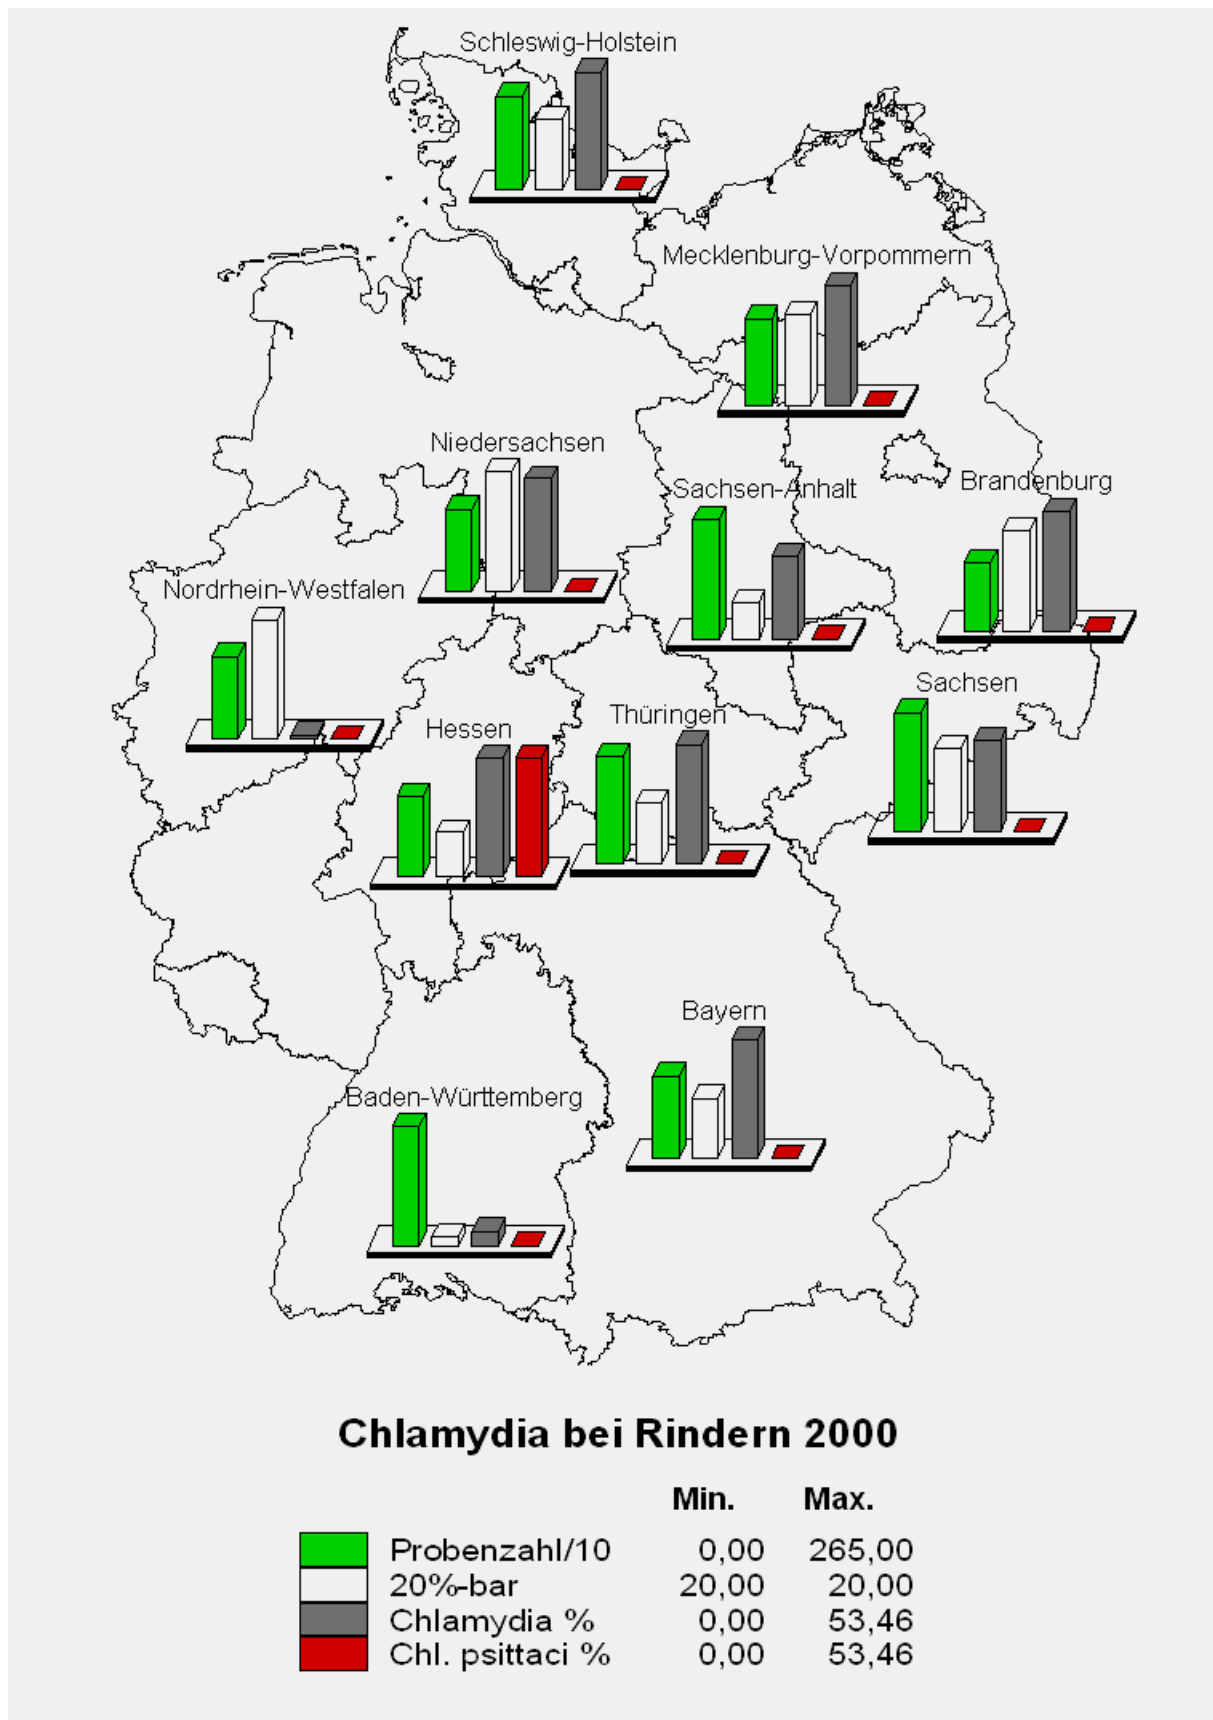 Schleswig-Holstein
Mecklenburg-Vorpommern
Niedersachsen
Sachsen-Anhalt
Brandenburg
Nordrhein-Westfalen
Sachsen
Thüringen
Hessen
Bayern
Baden-Württemberg
Chlamydia bei Rindern 2000
Min. Max.
Probenzahl/10 0,00 265,00
20%-bar 20,00 20,00
Chlamydia % 0,00 53,46
Chl. psittaci % 0,00 53,46